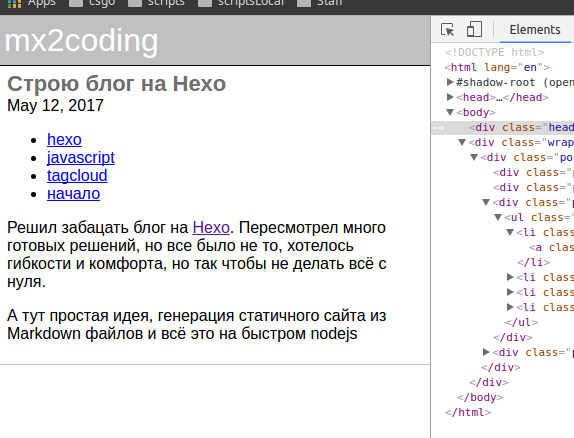 Apps csgo scripts scriptsLocal Staff
mx2coding
Elements
Строю блог на Hexo
May 12, 2017
hexo
javascript
tagcloud
начало
Решил забацать блог на Hexo. Пересмотрел много
готовых решений, но все было не то, хотелось
гибкости и комфорта, но так чтобы не делать всё с
нуля.
А тут простая идея, генерация статичного сайта из
Markdown файлов и всё это на быстром nodejs
<!DOCTYPE html>
<html lang="en">
▶#shadow-root (open
▶<head>…</head>
▼<body>
… <div class="head
▼<div class="wrap
▼<div class="po
<div class="p
<div class="p
▼<div class="p
▼<ul class="
▼<li class
<a class
</li>
▶<li class
▶<li class
▶<li class
</ul>
</div>
▶<div class="p
</div>
</div>
</body>
</html>